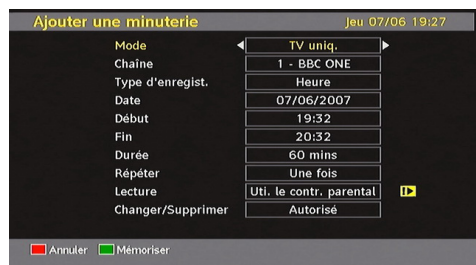 Ajouter une minuterie Jeu 07/06 19:27
Mode TV uniq.
Chaîne 1 - BBC ONE
Type d'enregist. Heure
Date 07/06/2007
Début 19:32
Fin 20:32
Durée 60 mins
Répéter Une fois
Lecture Uti. le contr. parental
Changer/Supprimer Autorisé
Annuler Mémoriser